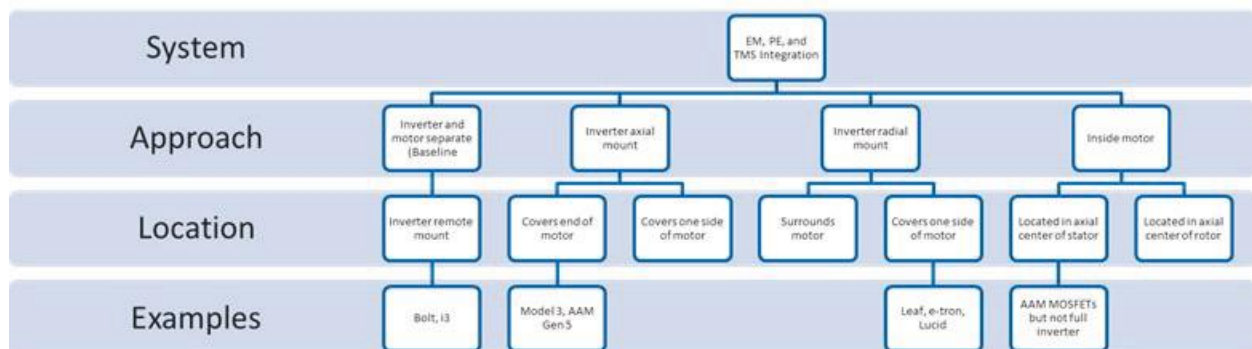 System
EM, PE, and
TMS Integration
Approach
Inverter and
motor separate
(Baseline
Inverter axial
mount
Inverter radial
mount
Inside motor
Location
Inverter remote
mount
Covers end of
motor
Covers one side
of motor
Surrounds
motor
Covers one side
of motor
Located in axial
center of stator
Located in axial
center of rotor
Examples
Bolt, i3
Model 3, AAM
Gen 5
Leaf, e-tron,
Lucid
AAM MOSFETs
but not full
inverter